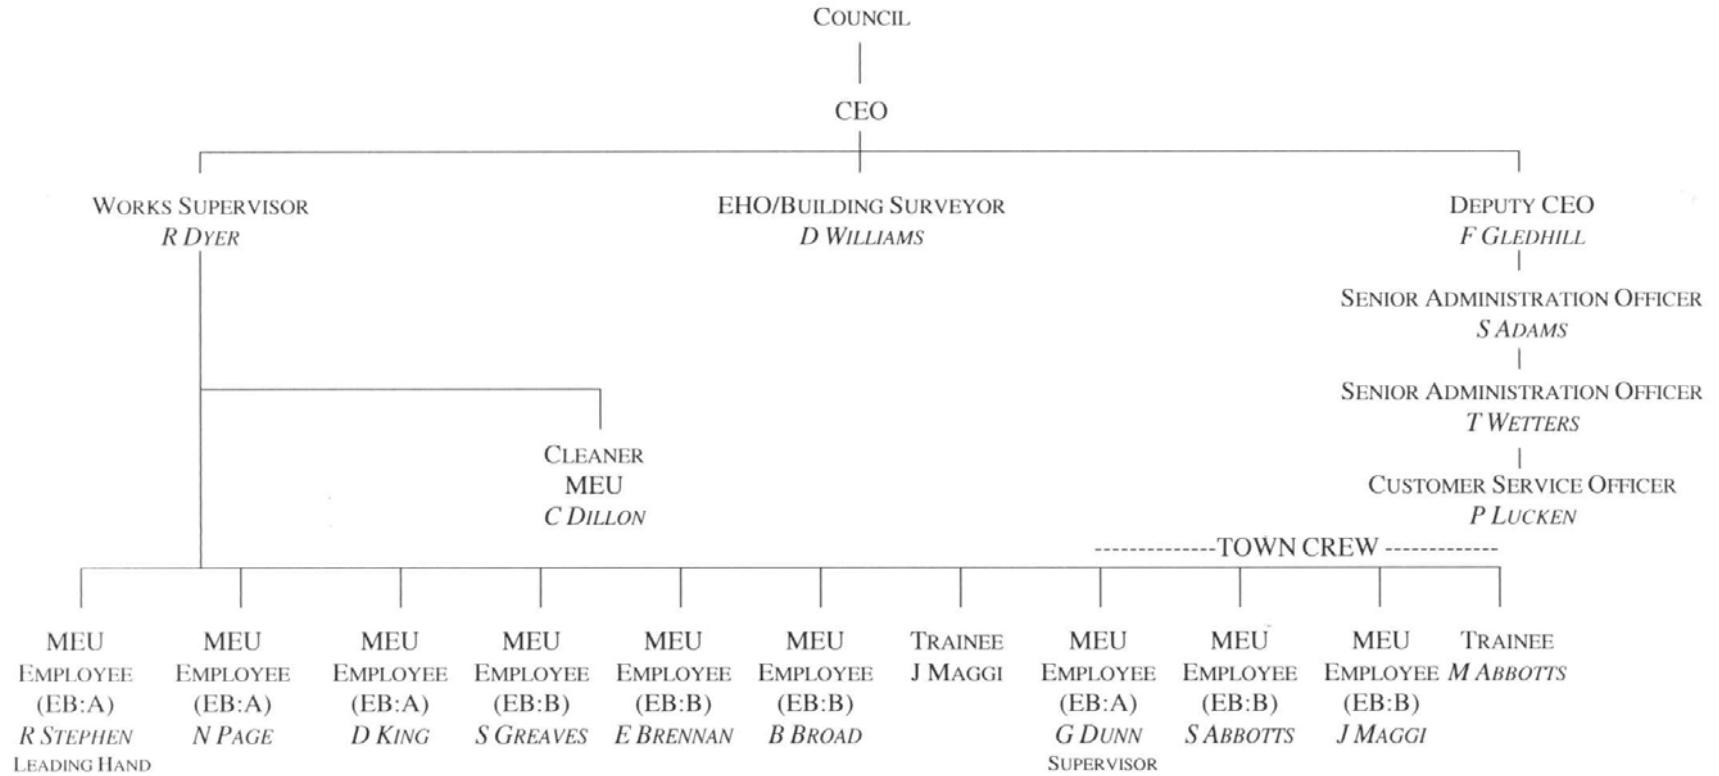 COUNCIL
CEO
WORKS SUPERVISOR
R DYER
EHO/BUILDING SURVEYOR
D WILLIAMS
DEPUTY CEO
F GLEDHILL
SENIOR ADMINISTRATION OFFICER
S ADAMS
SENIOR ADMINISTRATION OFFICER
T WETTERS
CLEANER
MEU
C DILLON
CUSTOMER SERVICE OFFICER
P LUCKEN
TOWN CREW
MEU
EMPLOYEE
(EB:A)
R STEPHEN
LEADING HAND
MEU
EMPLOYEE
(EB:A)
N PAGE
MEU
EMPLOYEE
(EB:A)
D KING
MEU
EMPLOYEE
(EB:B)
S GREAVES
MEU
EMPLOYEE
(EB:B)
E BRENNAN
MEU
EMPLOYEE
(EB:B)
B BROAD
TRAINEE
J MAGGI
MEU
EMPLOYEE
(EB:A)
G DUNN
SUPERVISOR
MEU
EMPLOYEE
(EB:B)
S ABBOTTS
MEU
EMPLOYEE
(EB:B)
J MAGGI
TRAINEE
M ABBOTTS